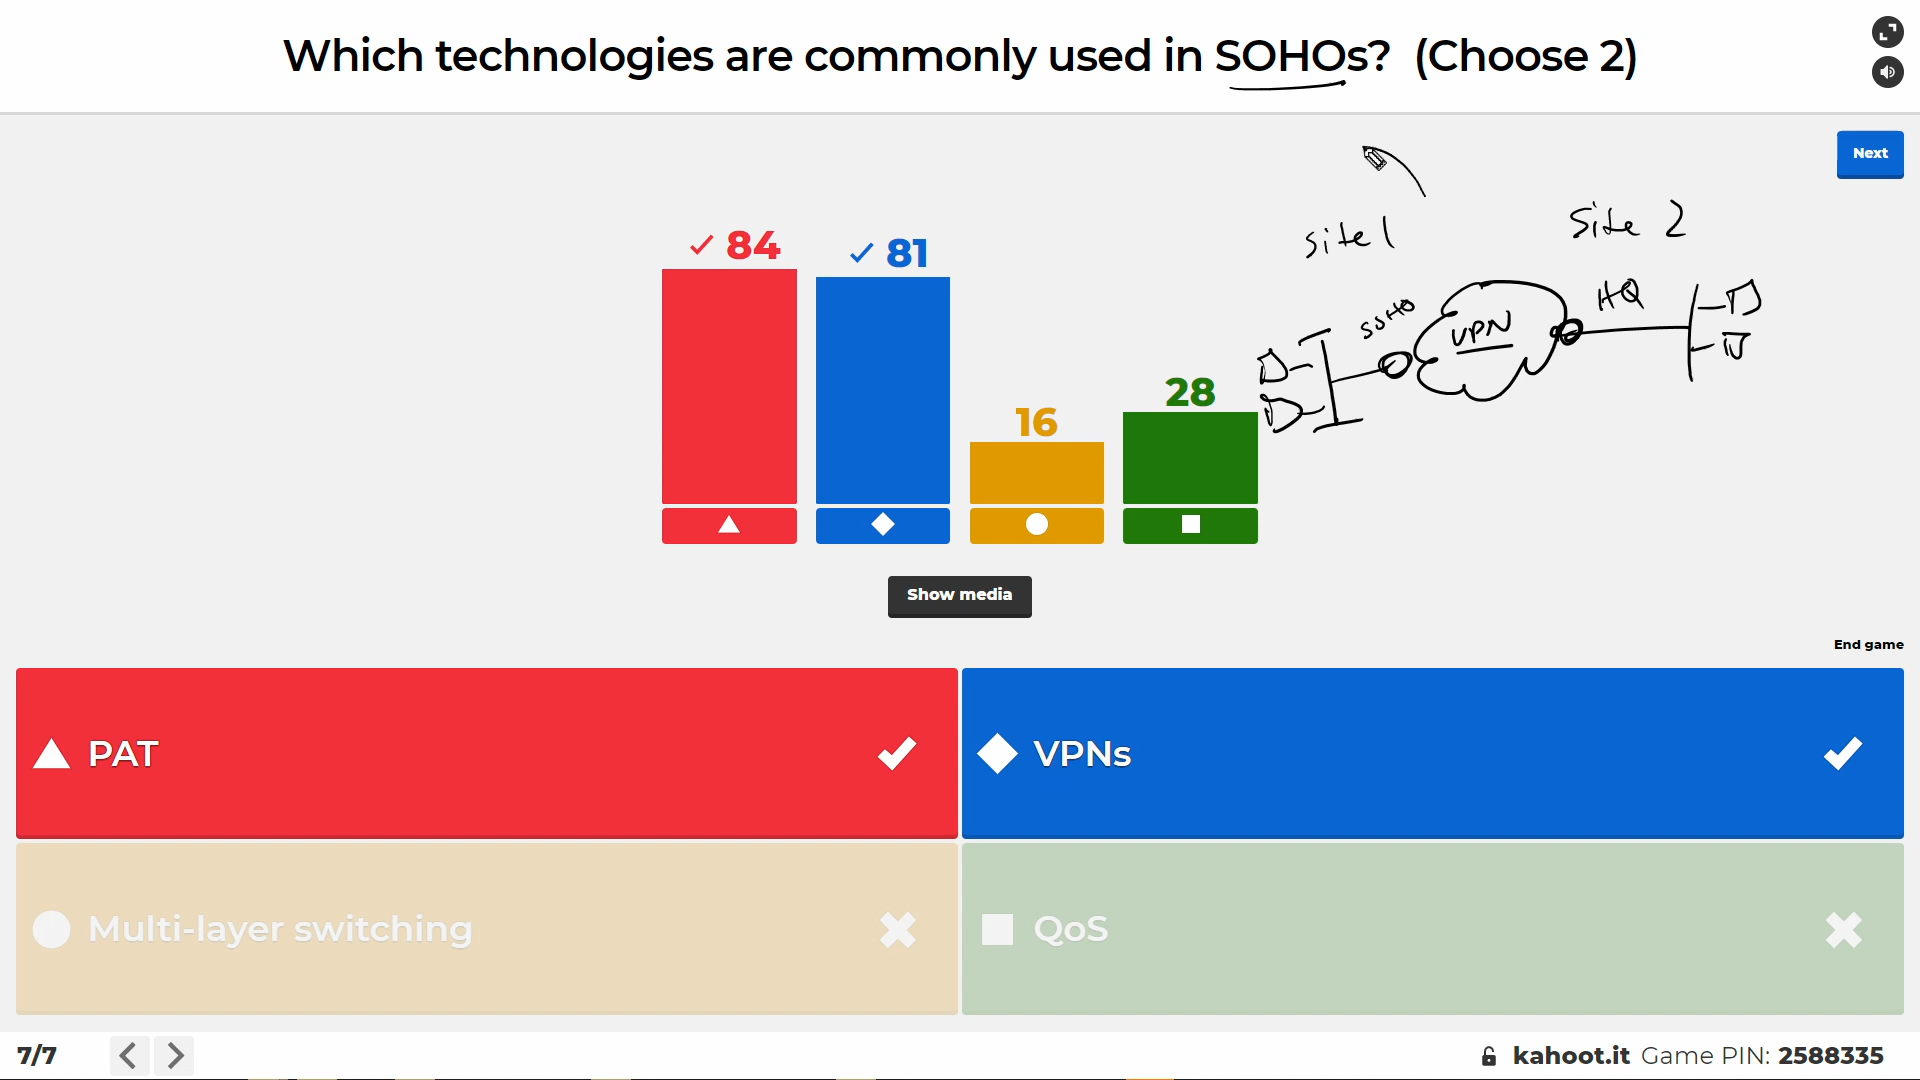 Which technologies are commonly used in SOHOs? (Choose 2)
Next
Site 1
Site 2
84
81
16
28
SOHO
VPN
HQ
Show media
End game
PAT
VPNs
Multi-layer switching
QoS
7/7
kahoot.it Game PIN: 2588335